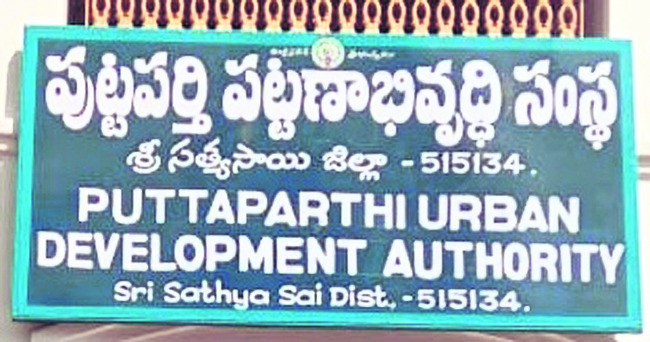 పుట్టపర్తి పట్టణాభివృద్ధి సంస్థ
శ్రీ సత్యసాయి జిల్లా - 515134.
PUTTAPARTHI URBAN
DEVELOPMENT AUTHORITY
Sri Sathya Sai Dist. - 515134.